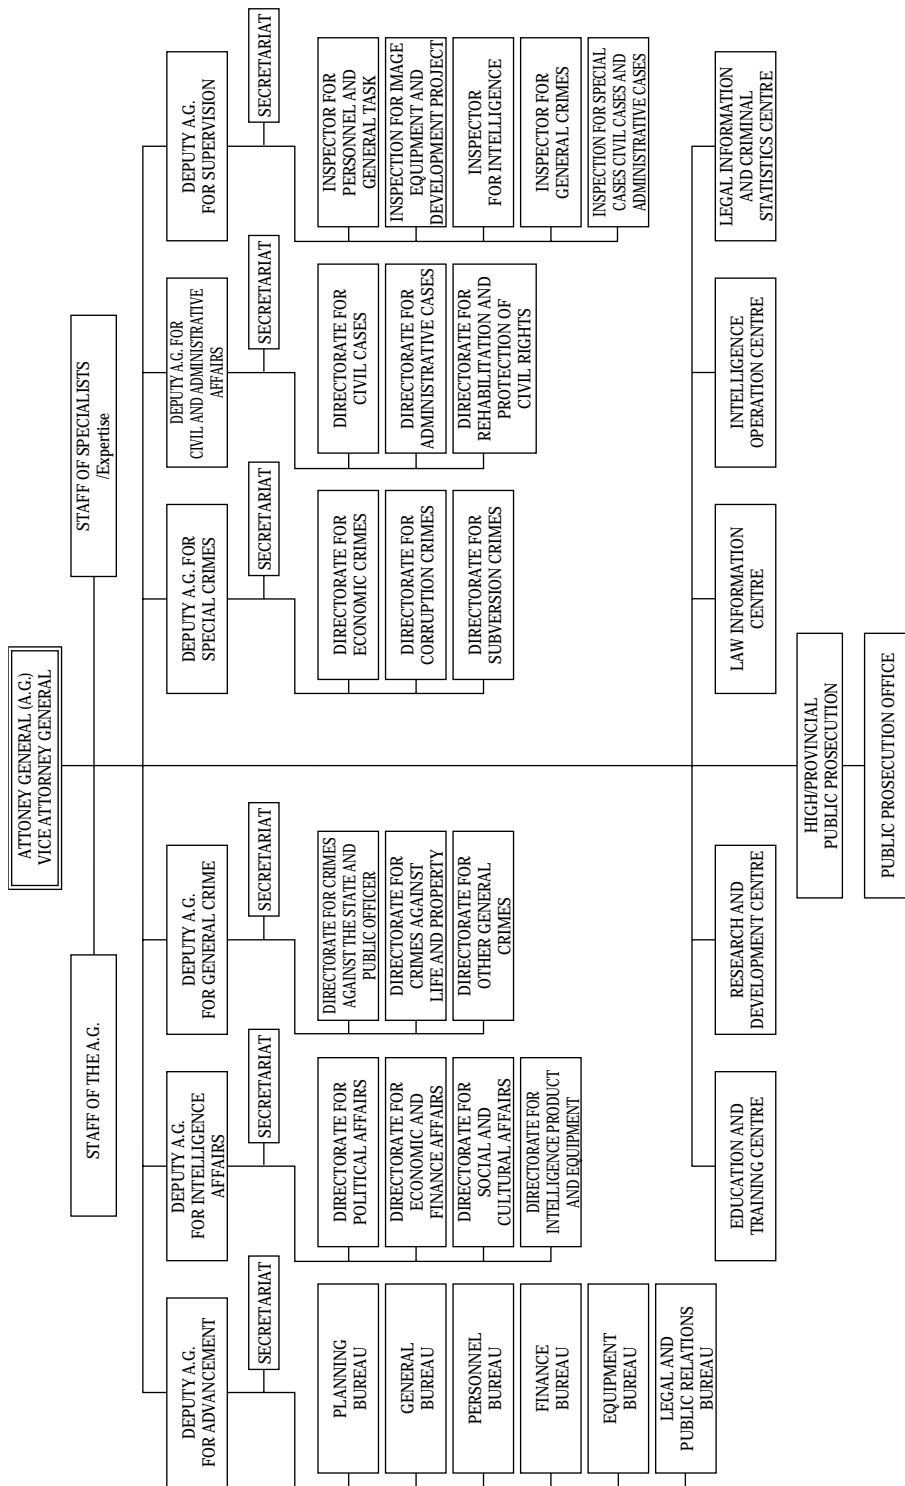 ATTONEY GENERAL (A.G.)
VICE ATTORNEY GENERAL
STAFF OF THE A.G.
STAFF OF SPECIALISTS
/Expertise
DEPUTY A.G.
FOR ADVANCEMENT
DEPUTY A.G.
FOR INTELLIGENCE
AFFAIRS
DEPUTY A.G.
FOR GENERAL CRIME
DEPUTY A.G. FOR
SPECIAL CRIMES
DEPUTY A.G. FOR
CIVIL AND ADMINISTRATIVE
AFFAIRS
DEPUTY A.G.
FOR SUPERVISION
SECRETARIAT
SECRETARIAT
SECRETARIAT
SECRETARIAT
SECRETARIAT
SECRETARIAT
PLANNING
BUREAU
GENERAL
BUREAU
PERSONNEL
BUREAU
FINANCE
BUREAU
EQUIPMENT
BUREAU
LEGAL AND
PUBLIC RELATIONS
BUREAU
DIRECTORATE FOR
POLITICAL AFFAIRS
DIRECTORATE FOR
ECONOMIC AND
FINANCE AFFAIRS
DIRECTORATE FOR
SOCIAL AND
CULTURAL AFFAIRS
DIRECTORATE FOR
INTELLIGENCE PRODUCT
AND EQUIPMENT
DIRECTORATE FOR CRIMES
AGAINST THE STATE AND
PUBLIC OFFICER
DIRECTORATE FOR
CRIMES AGAINST
LIFE AND PROPERTY
DIRECTORATE FOR
OTHER GENERAL
CRIMES
DIRECTORATE FOR
ECONOMIC CRIMES
DIRECTORATE FOR
CORRUPTION CRIMES
DIRECTORATE FOR
SUBVERSION CRIMES
DIRECTORATE FOR
CIVIL CASES
DIRECTORATE FOR
ADMINISTRATIVE CASES
DIRECTORATE FOR
REHABILITATION AND
PROTECTION OF
CIVIL RIGHTS
INSPECTOR FOR
PERSONNEL AND
GENERAL TASK
INSPECTION FOR IMAGE
EQUIPMENT AND
DEVELOPMENT PROJECT
INSPECTOR
FOR INTELLIGENCE
INSPECTOR FOR
GENERAL CRIMES
INSPECTION FOR SPECIAL
CASES CIVIL CASES AND
ADMINISTRATIVE CASES
EDUCATION AND
TRAINING CENTRE
RESEARCH AND
DEVELOPMENT CENTRE
LAW INFORMATION
CENTRE
INTELLIGENCE
OPERATION CENTRE
LEGAL INFORMATION
AND CRIMINAL
STATISTICS CENTRE
HIGH/PROVINCIAL
PUBLIC PROSECUTION
PUBLIC PROSECUTION OFFICE